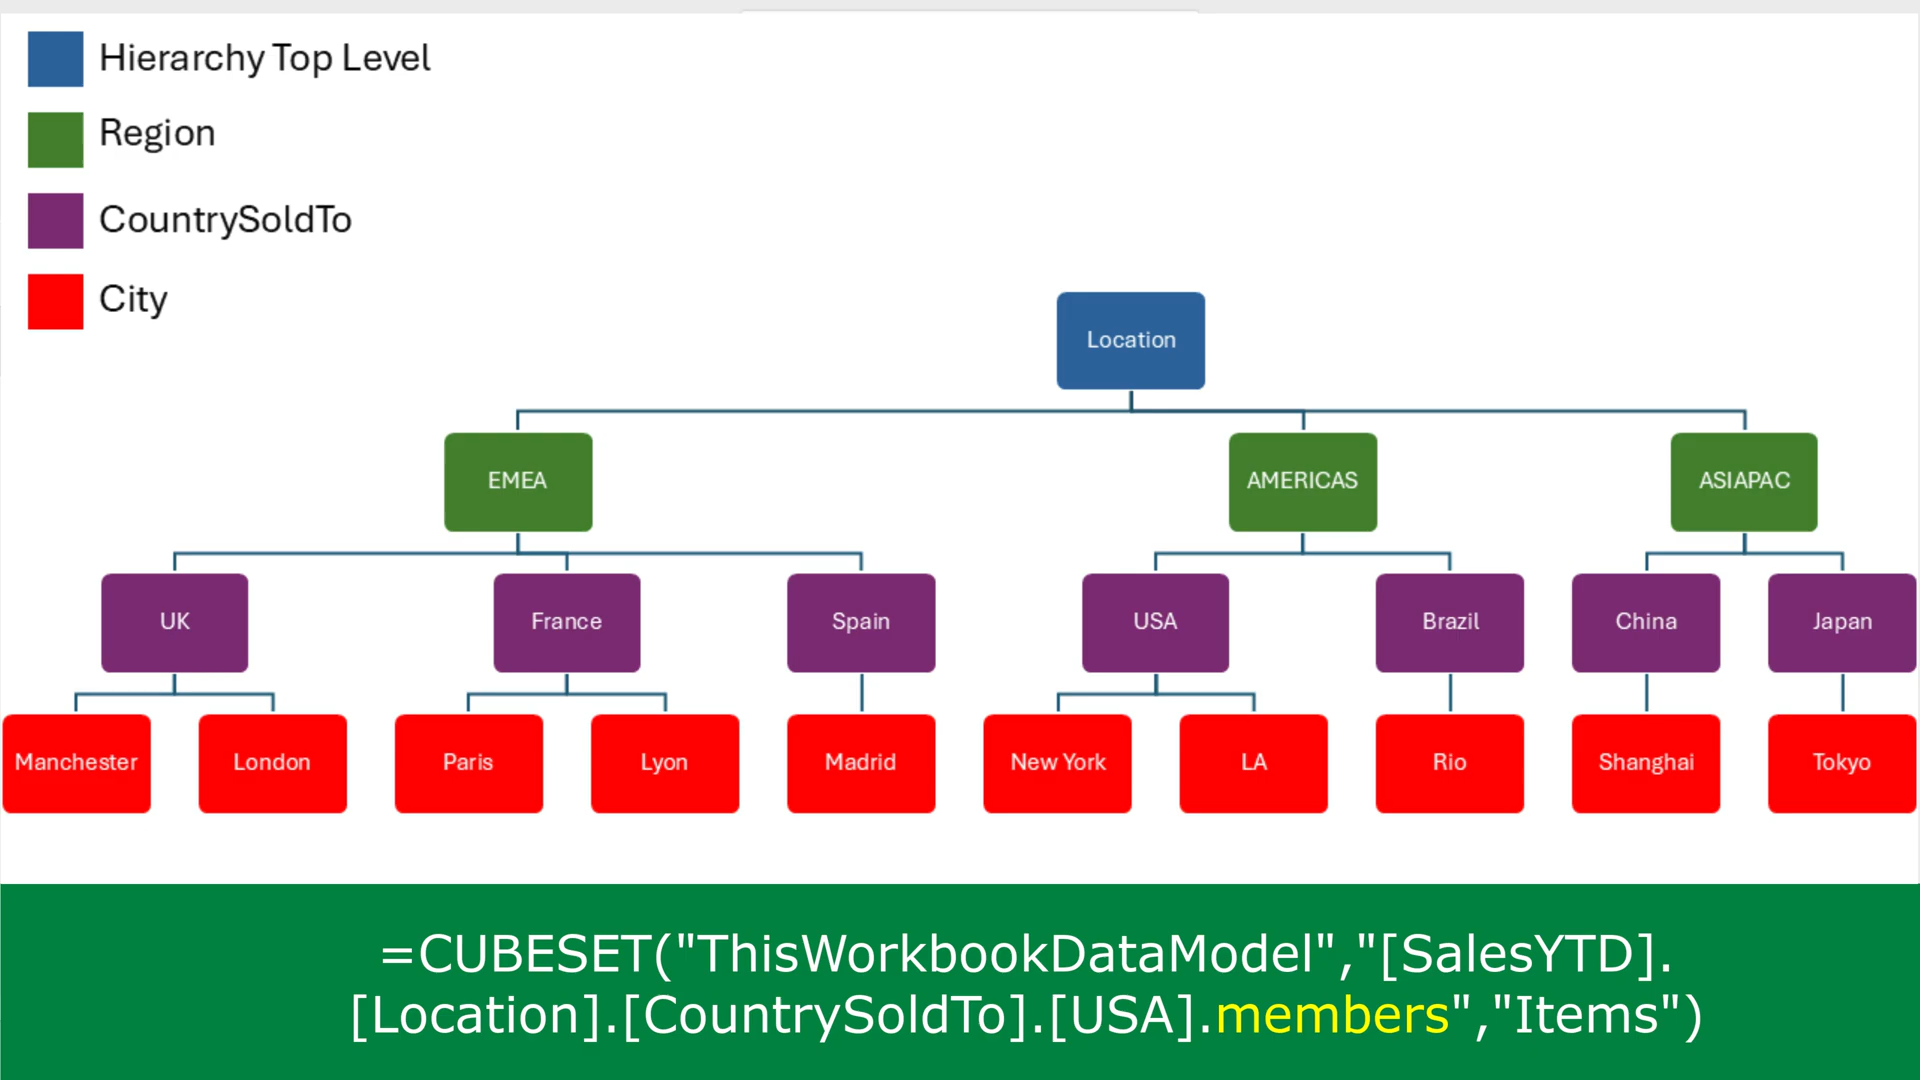 Hierarchy Top Level
Region
CountrySoldTo
City
Location
EMEA
AMERICAS
ASIAPAC
UK
France
Spain
USA
Brazil
China
Japan
Manchester
London
Paris
Lyon
Madrid
New York
LA
Rio
Shanghai
Tokyo
=CUBESET("ThisWorkbookDataModel","[SalesYTD].
[Location].[CountrySoldTo].[USA].members","Items")